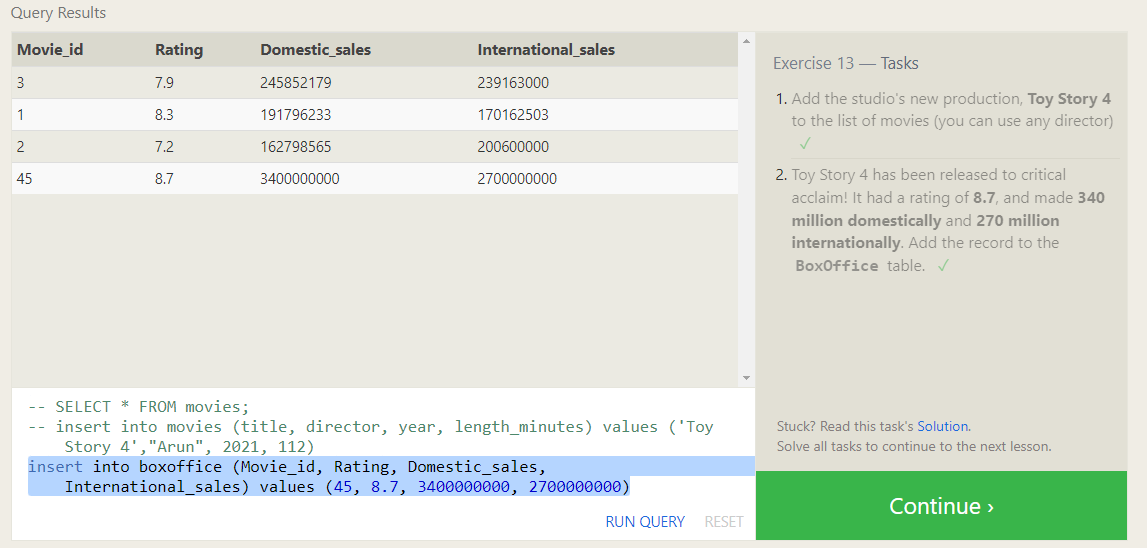 Query Results
Movie_id Rating Domestic_sales International_sales
3 7.9 245852179 239163000
1 8.3 191796233 170162503
2 7.2 162798565 200600000
45 8.7 3400000000 2700000000
-- SELECT * FROM movies;
-- insert into movies (title, director, year, length_minutes) values ('Toy
Story 4',"Arun", 2021, 112)
insert into boxoffice (Movie_id, Rating, Domestic_sales,
International_sales) values (45, 8.7, 3400000000, 2700000000)
RUN QUERY RESET
Exercise 13 — Tasks
1. Add the studio's new production, Toy Story 4
to the list of movies (you can use any director)
✓
2. Toy Story 4 has been released to critical
acclaim! It had a rating of 8.7, and made 340
million domestically and 270 million
internationally. Add the record to the
BoxOffice table. ✓
Stuck? Read this task's Solution.
Solve all tasks to continue to the next lesson.
Continue ›